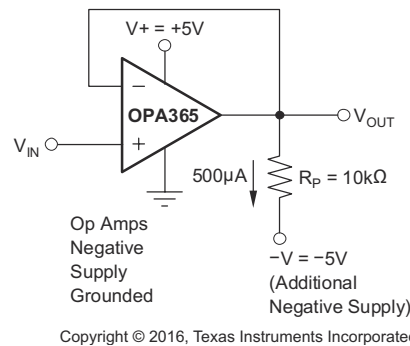 V+ = +5V
−
OPA365
+
V_IN
V_OUT
500µA
R_P = 10kΩ
Op Amps
Negative
Supply
Grounded
−V = −5V
(Additional
Negative Supply)
Copyright © 2016, Texas Instruments Incorporated